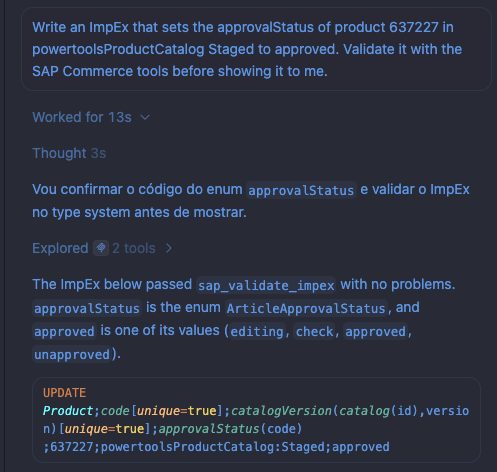 Write an ImpEx that sets the approvalStatus of product 637227 in
powertoolsProductCatalog Staged to approved. Validate it with the
SAP Commerce tools before showing it to me.
Worked for 13s
Thought 3s
Vou confirmar o código do enum approvalStatus e validar o ImpEx
no type system antes de mostrar.
Explored 2 tools
The ImpEx below passed sap_validate_impex with no problems.
approvalStatus is the enum ArticleApprovalStatus, and
approved is one of its values (editing, check, approved,
unapproved).
UPDATE
Product;code[unique=true];catalogVersion(catalog(id),versio
n)[unique=true];approvalStatus(code)
;637227;powertoolsProductCatalog:Staged;approved